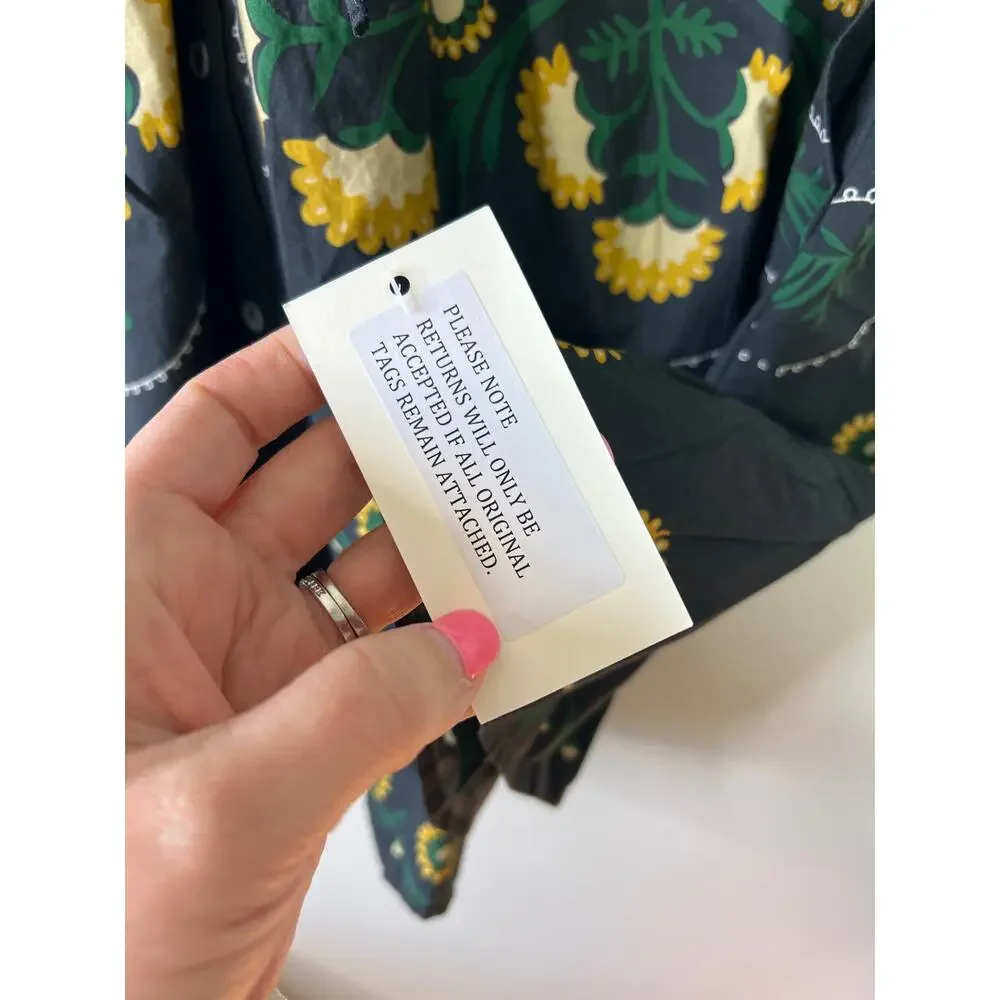 PLEASE NOTE
RETURNS WILL ONLY BE
ACCEPTED IF ALL ORIGINAL
TAGS REMAIN ATTACHED.